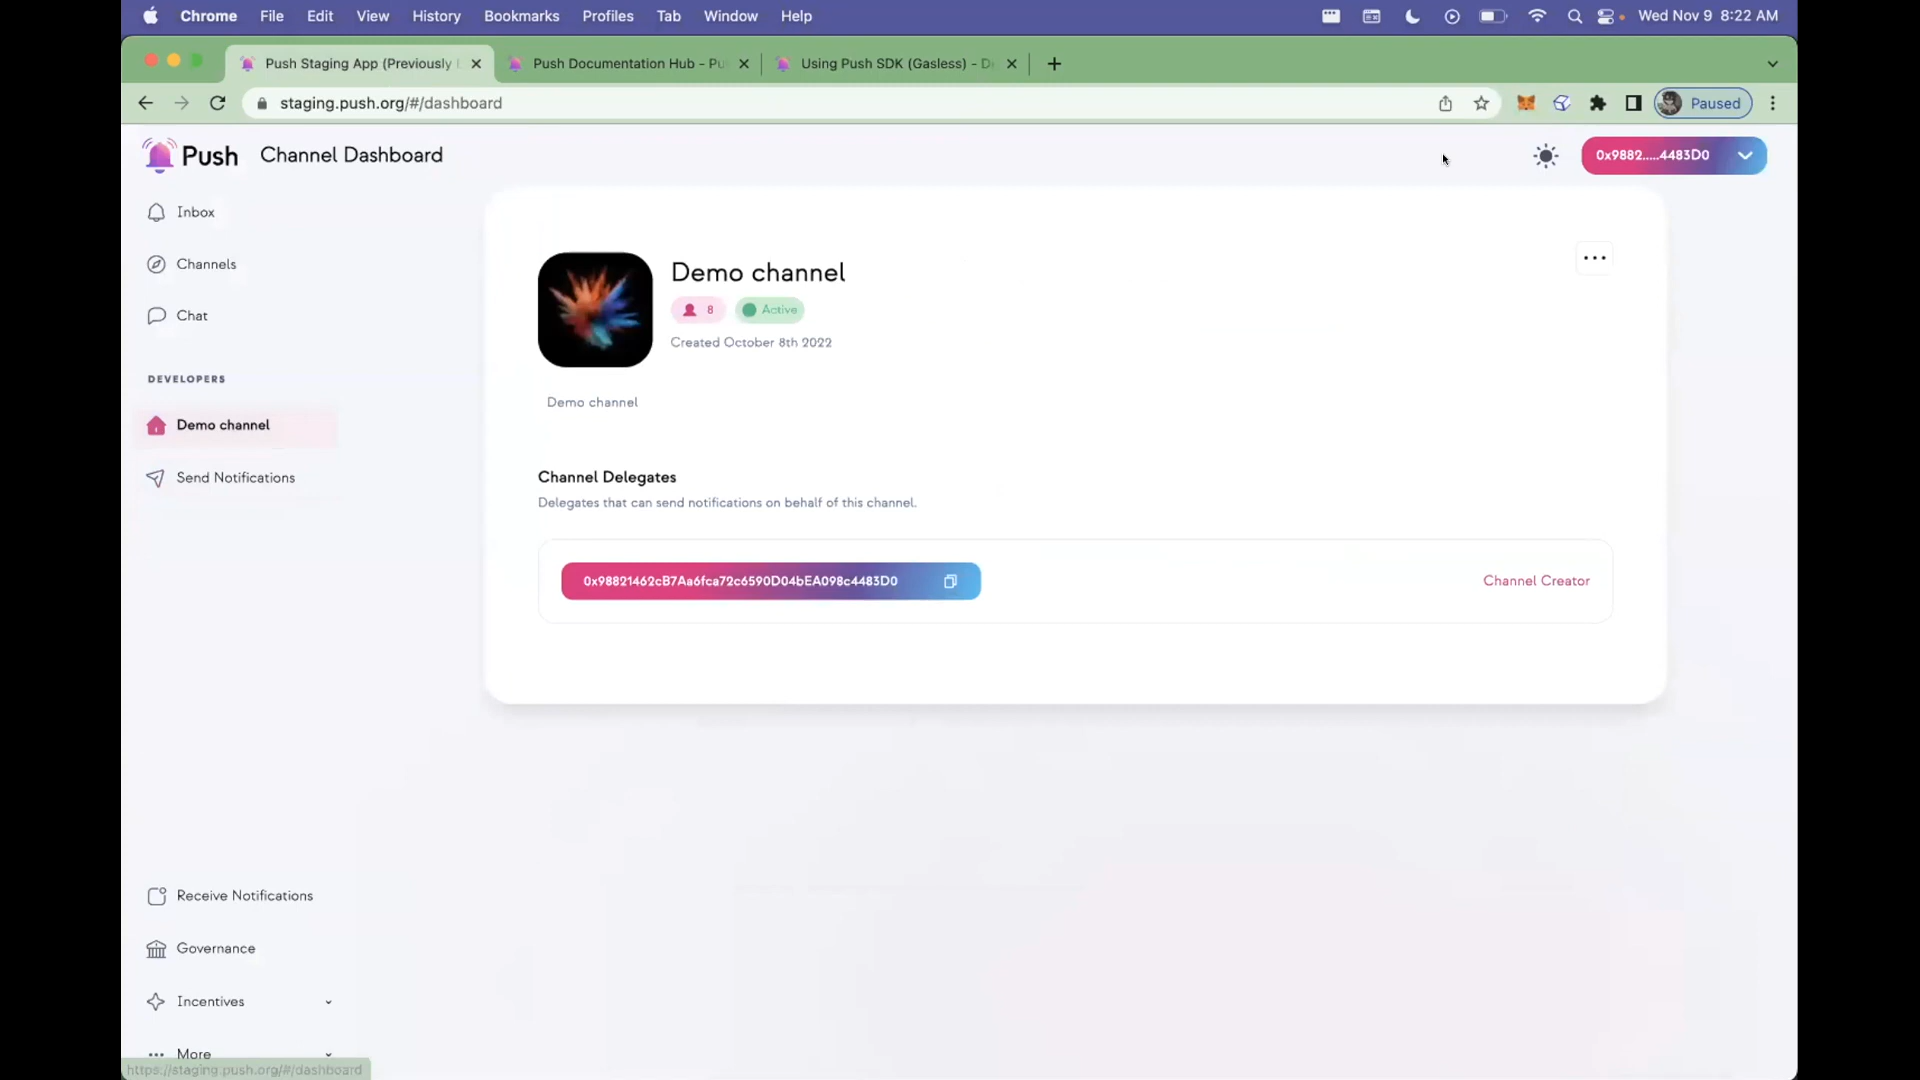 Chrome File Edit View History Bookmarks Profiles Tab Window Help Wed Nov 9 8:22 AM
Push Staging App (Previously Push Documentation Hub - Pu Using Push SDK (Gasless) - D
staging.push.org/#/dashboard Paused
Push Channel Dashboard 0x9882.....4483D0
Inbox
Channels
Chat
DEVELOPERS
Demo channel
Send Notifications
Demo channel
8 Active
Created October 8th 2022
Demo channel
Channel Delegates
Delegates that can send notifications on behalf of this channel.
0x98821462cB7Aa6fca72c6590D04bEA098c4483D0 Channel Creator
Receive Notifications
Governance
Incentives
More
https://staging.push.org/#/dashboard